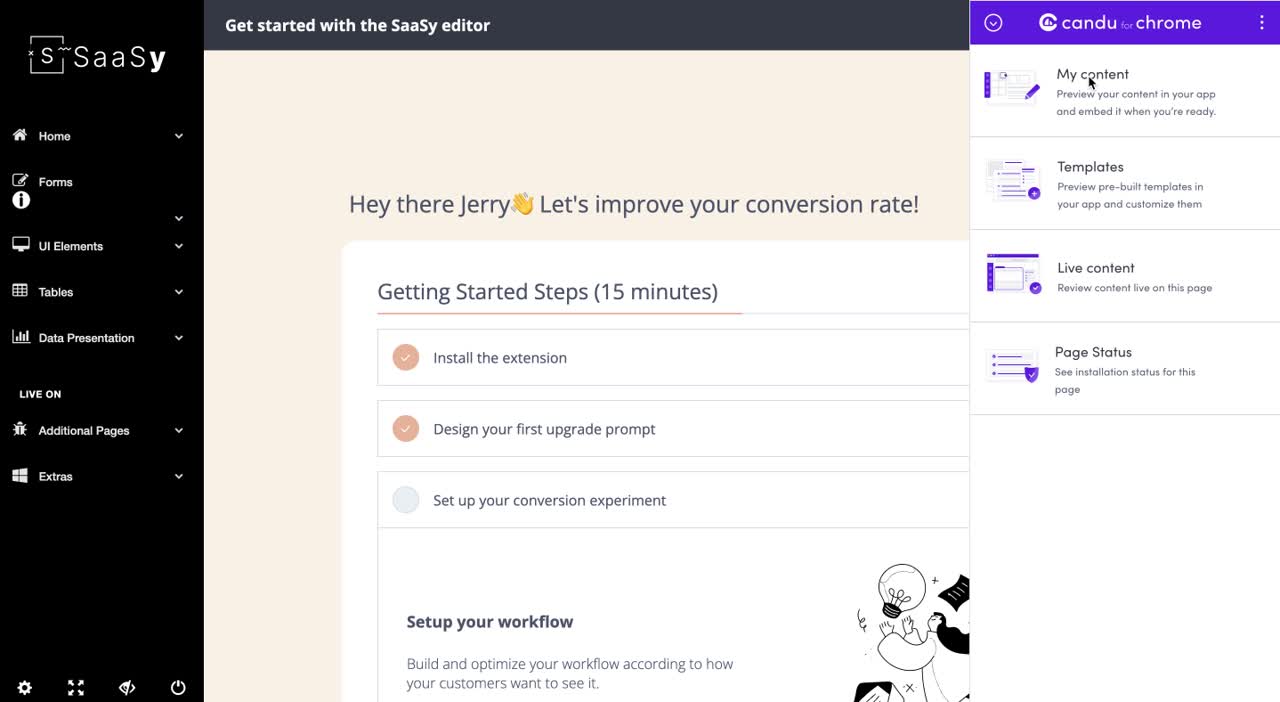 SaaSy
Home
Forms
UI Elements
Tables
Data Presentation
LIVE ON
Additional Pages
Extras
Get started with the SaaSy editor
Hey there Jerry👋 Let's improve your conversion rate!
Getting Started Steps (15 minutes)
Install the extension
Design your first upgrade prompt
Set up your conversion experiment
Setup your workflow
Build and optimize your workflow according to how
your customers want to see it.
candu for chrome
My content
Preview your content in your app
and embed it when you're ready.
Templates
Preview pre-built templates in
your app and customize them
Live content
Review content live on this page
Page Status
See installation status for this
page